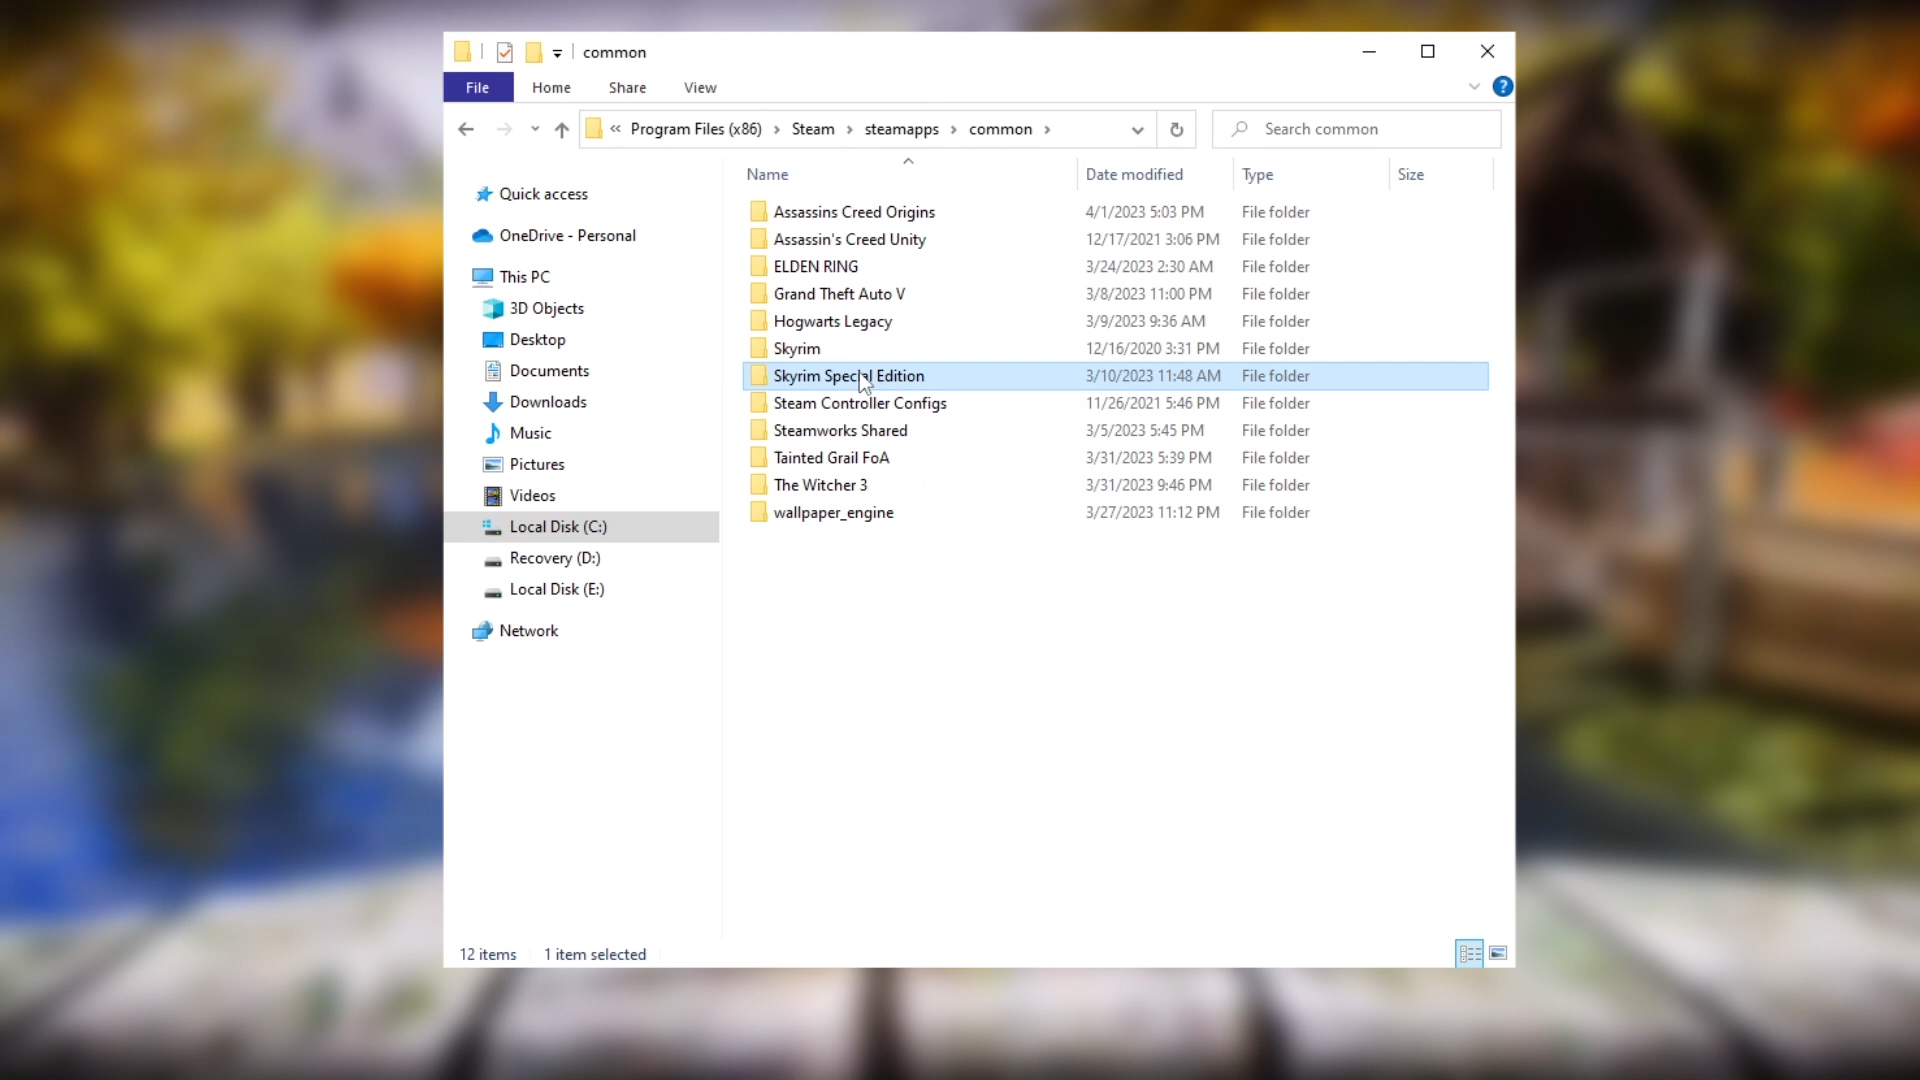 common
File Home Share View
« Program Files (x86) > Steam > steamapps > common >
Search common
Name Date modified Type Size
Quick access
OneDrive - Personal
This PC
3D Objects
Desktop
Documents
Downloads
Music
Pictures
Videos
Local Disk (C:)
Recovery (D:)
Local Disk (E:)
Network
Assassins Creed Origins 4/1/2023 5:03 PM File folder
Assassin's Creed Unity 12/17/2021 3:06 PM File folder
ELDEN RING 3/24/2023 2:30 AM File folder
Grand Theft Auto V 3/8/2023 11:00 PM File folder
Hogwarts Legacy 3/9/2023 9:36 AM File folder
Skyrim 12/16/2020 3:31 PM File folder
Skyrim Special Edition 3/10/2023 11:48 AM File folder
Steam Controller Configs 11/26/2021 5:46 PM File folder
Steamworks Shared 3/5/2023 5:45 PM File folder
Tainted Grail FoA 3/31/2023 5:39 PM File folder
The Witcher 3 3/31/2023 9:46 PM File folder
wallpaper_engine 3/27/2023 11:12 PM File folder
12 items 1 item selected